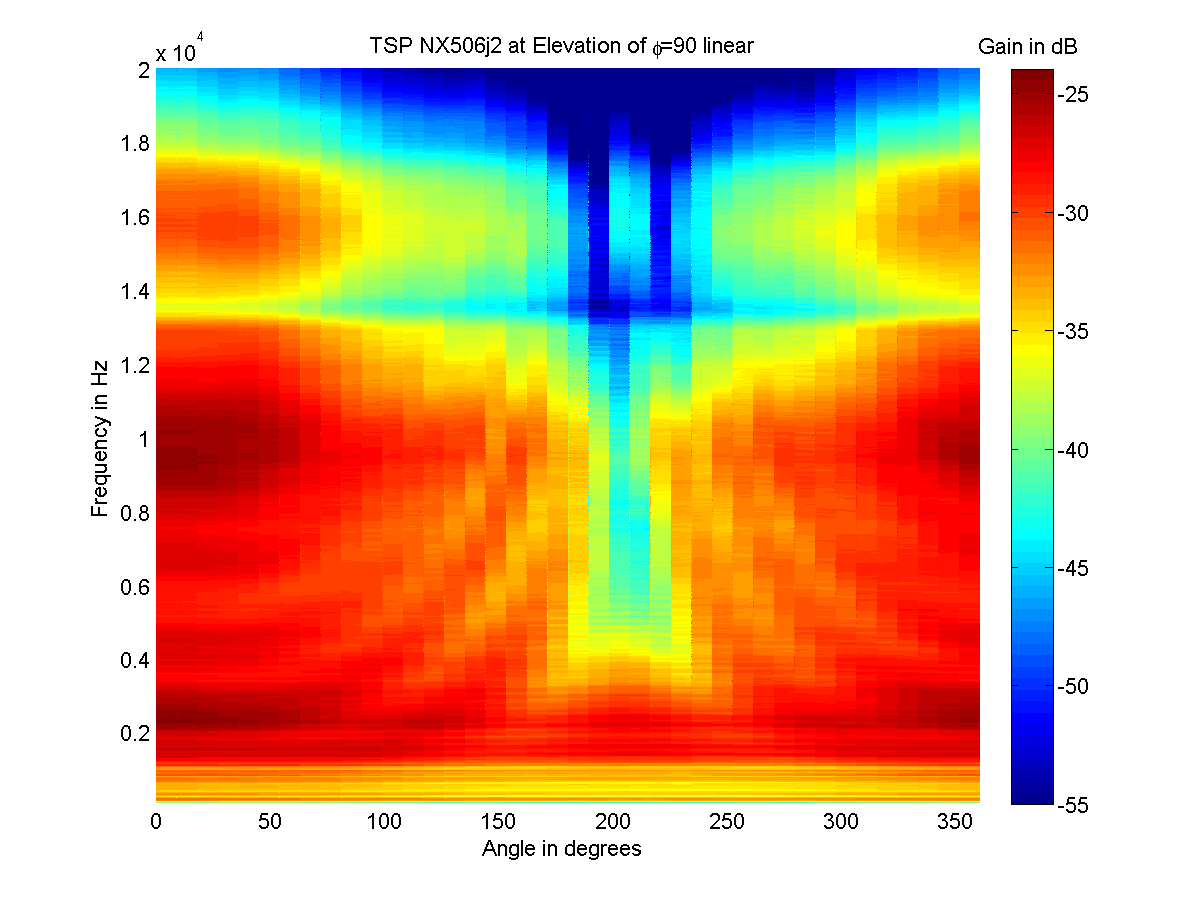 TSP NX506j2 at Elevation of ϕ=90 linear
Gain in dB
x 10^4
2
1.8
1.6
1.4
1.2
1
0.8
0.6
0.4
0.2
Frequency in Hz
0 50 100 150 200 250 300 350
Angle in degrees
-25
-30
-35
-40
-45
-50
-55